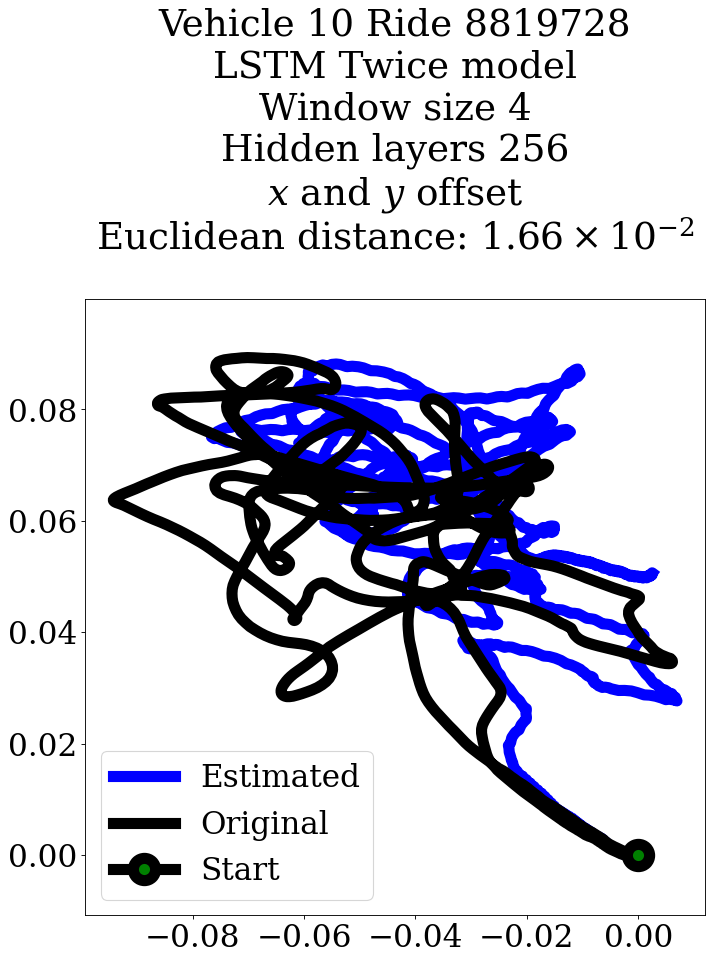 Vehicle 10 Ride 8819728
LSTM Twice model
Window size 4
Hidden layers 256
x and y offset
Euclidean distance: 1.66 × 10⁻²
0.08
0.06
0.04
0.02
0.00
Estimated
Original
Start
−0.08 −0.06 −0.04 −0.02 0.00